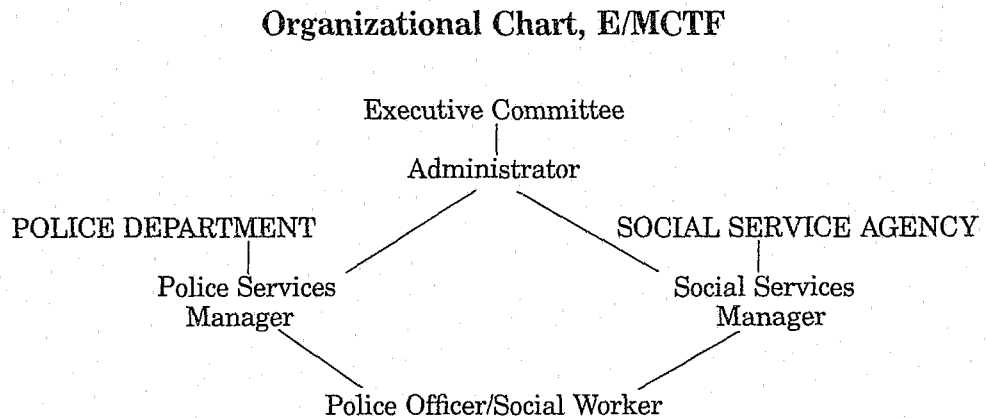 Organizational Chart, E/MCTF
Executive Committee
Administrator
POLICE DEPARTMENT
SOCIAL SERVICE AGENCY
Police Services
Manager
Social Services
Manager
Police Officer/Social Worker